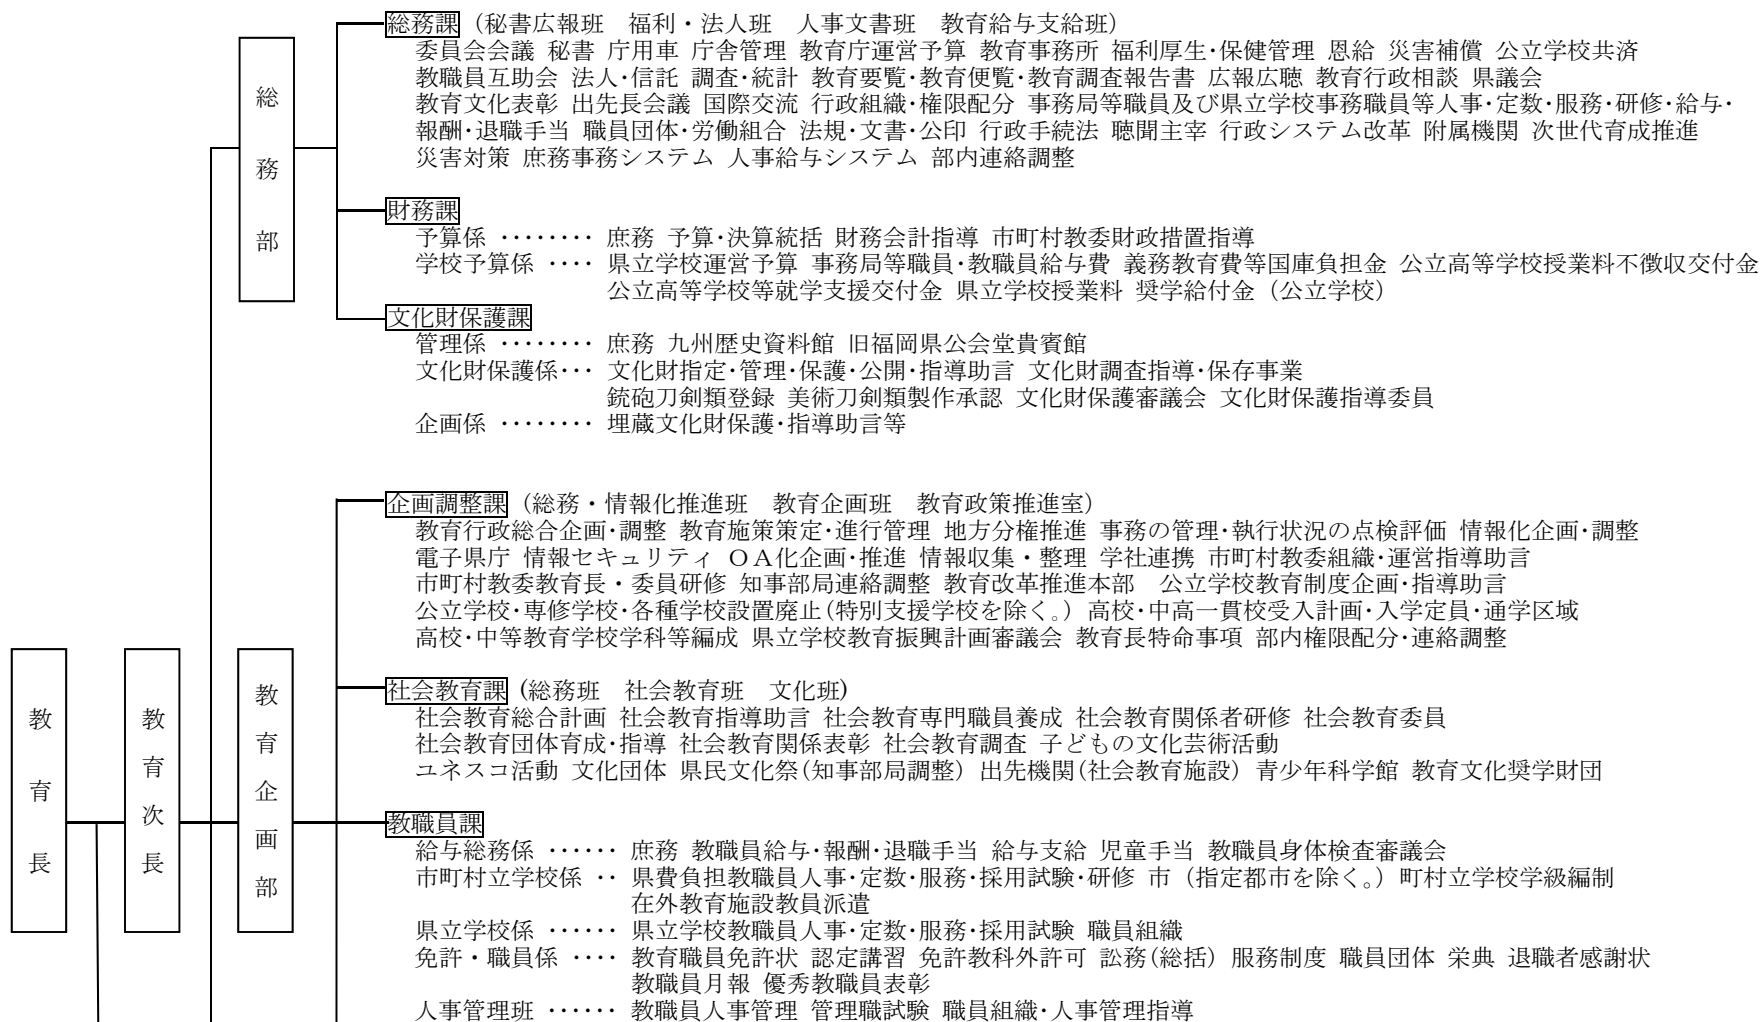 総務部
総務課（秘書広報班　福利・法人班　人事文書班　教育給与支給班）
委員会会議 秘書 庁用車 庁舎管理 教育庁運営予算 教育事務所 福利厚生・保健管理 恩給 災害補償 公立学校共済
教職員互助会 法人・信託 調査・統計 教育要覧・教育便覧・教育調査報告書 広報広聴 教育行政相談 県議会
教育文化表彰 出先長会議 国際交流 行政組織・権限配分 事務局等職員及び県立学校事務職員等人事・定数・服務・研修・給与・
報酬・退職手当 職員団体・労働組合 法規・文書・公印 行政手続法 聴聞主宰 行政システム改革 附属機関 次世代育成推進
災害対策 庶務事務システム 人事給与システム 部内連絡調整
財務課
予算係 ‥‥‥‥ 庶務 予算・決算統括 財務会計指導 市町村教委財政措置指導
学校予算係 ‥‥ 県立学校運営予算 事務局等職員・教職員給与費 義務教育費等国庫負担金 公立高等学校授業料不徴収交付金
公立高等学校等就学支援交付金 県立学校授業料 奨学給付金（公立学校）
文化財保護課
管理係 ‥‥‥‥ 庶務 九州歴史資料館 旧福岡県公会堂貴賓館
文化財保護係… 文化財指定・管理・保護・公開・指導助言 文化財調査指導・保存事業
銃砲刀剣類登録 美術刀剣類製作承認 文化財保護審議会 文化財保護指導委員
企画係 ‥‥‥‥ 埋蔵文化財保護・指導助言等
教育長
教育次長
教育企画部
企画調整課（総務・情報化推進班　教育企画班　教育政策推進室）
教育行政総合企画・調整 教育施策策定・進行管理 地方分権推進 事務の管理・執行状況の点検評価 情報化企画・調整
電子県庁 情報セキュリティ ＯＡ化企画・推進 情報収集・整理 学社連携 市町村教委組織・運営指導助言
市町村教委教育長・委員研修 知事部局連絡調整 教育改革推進本部　公立学校教育制度企画・指導助言
公立学校・専修学校・各種学校設置廃止(特別支援学校を除く。) 高校・中高一貫校受入計画・入学定員・通学区域
高校・中等教育学校学科等編成 県立学校教育振興計画審議会 教育長特命事項 部内権限配分・連絡調整
社会教育課 (総務班　社会教育班　文化班)
社会教育総合計画 社会教育指導助言 社会教育専門職員養成 社会教育関係者研修 社会教育委員
社会教育団体育成・指導 社会教育関係表彰 社会教育調査 子どもの文化芸術活動
ユネスコ活動 文化団体 県民文化祭(知事部局調整) 出先機関(社会教育施設) 青少年科学館 教育文化奨学財団
教職員課
給与総務係 ‥‥‥ 庶務 教職員給与・報酬・退職手当 給与支給 児童手当 教職員身体検査審議会
市町村立学校係 ‥ 県費負担教職員人事・定数・服務・採用試験・研修 市（指定都市を除く。）町村立学校学級編制
在外教育施設教員派遣
県立学校係 ‥‥‥ 県立学校教職員人事・定数・服務・採用試験 職員組織
免許・職員係 ‥‥ 教育職員免許状 認定講習 免許教科外許可 訟務(総括) 服務制度 職員団体 栄典 退職者感謝状
教職員月報 優秀教職員表彰
人事管理班 ‥‥‥ 教職員人事管理 管理職試験 職員組織・人事管理指導